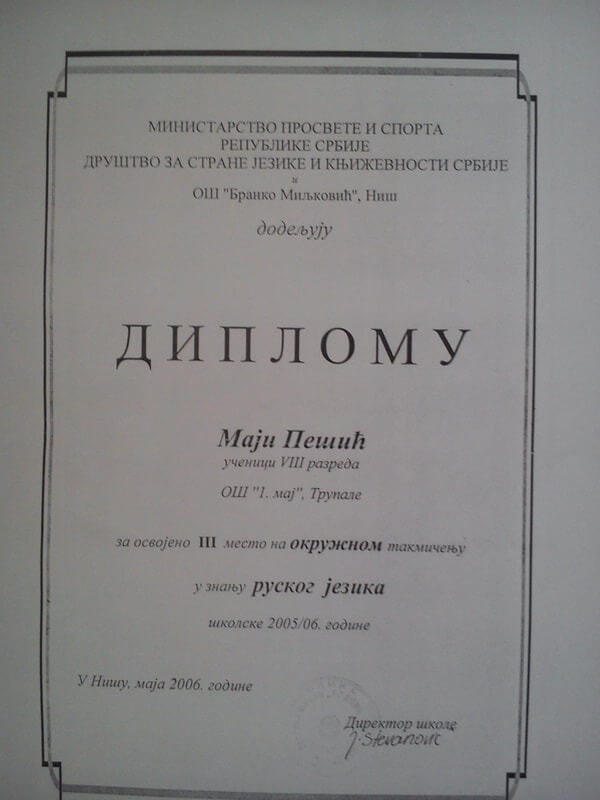 МИНИСТАРСТВО ПРОСВЕТЕ И СПОРТА
РЕПУБЛИКЕ СРБИЈЕ
ДРУШТВО ЗА СТРАНЕ ЈЕЗИКЕ И КЊИЖЕВНОСТИ СРБИЈЕ
и
ОШ "Бранко Миљковић", Ниш
додељују
ДИПЛОМУ
Маји Пешић
ученици VIII разреда
ОШ "1. мај", Трупале
за освојено III место на окружном такмичењу
у знању руског језика
школске 2005/06. године
У Нишу, маја 2006. године
Директор школе
J. Stevanović